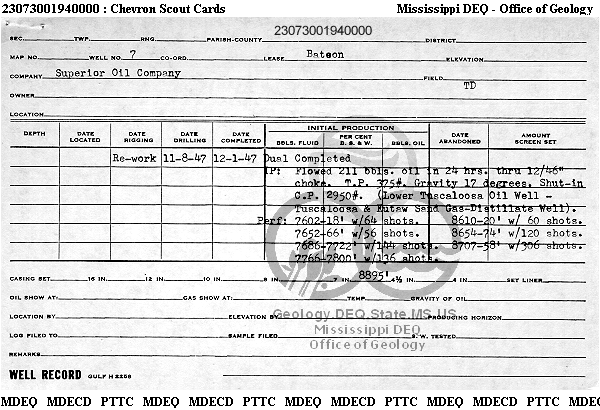 23073001940000 : Chevron Scout Cards Mississippi DEQ - Office of Geology
23073001940000
SEC. TWP. RNG. PARISH-COUNTY DISTRICT
MAP NO. WELL NO. 7 CO-ORD. LEASE Batson ELEVATION
COMPANY Superior Oil Company FIELD
TD
OWNER
LOCATION
DEPTH DATE LOCATED DATE RIGGING DATE DRILLING DATE COMPLETED INITIAL PRODUCTION BBLS. FLUID PER CENT B. S. & W. BBLS. OIL DATE ABANDONED AMOUNT SCREEN SET
Re-work 11-8-47 12-1-47 Dual Completed
IP: Flowed 211 bbls. oil in 24 hrs. thru 12/46"
choke. T.P. 375#. Gravity 17 degrees. Shut-in
C.P. 2950#. (Lower Tuscaloosa Oil Well -
Tuscaloosa & Eutaw Sand Gas-Distillate Well).
Perf: 7602-18' w/64 shots. 8610-20' w/ 60 shots.
7652-66' w/56 shots. 8654-74' w/120 shots.
7686-7722' w/144 shots. 8707-58' w/306 shots.
7766-7800' w/136 shots.
CASING SET 16 IN. 12 IN. 10 IN. 8 IN. 7 IN. 8895' 4½ IN. 4 IN. SET LINER
OIL SHOW AT: GAS SHOW AT: TEMP. GRAVITY OF OIL
LOCATION BY ELEVATION BY PRODUCING HORIZON
Geology.DEQ.State.MS.US
LOG FILED TO SAMPLE FILED S. W. TESTED
Mississippi DEQ
Office of Geology
REMARKS
WELL RECORD GULF H 2258
MDEQ MDECD PTTC MDEQ MDECD PTTC MDEQ MDECD PTTC MDEQ MDECD PTTC MDEQ